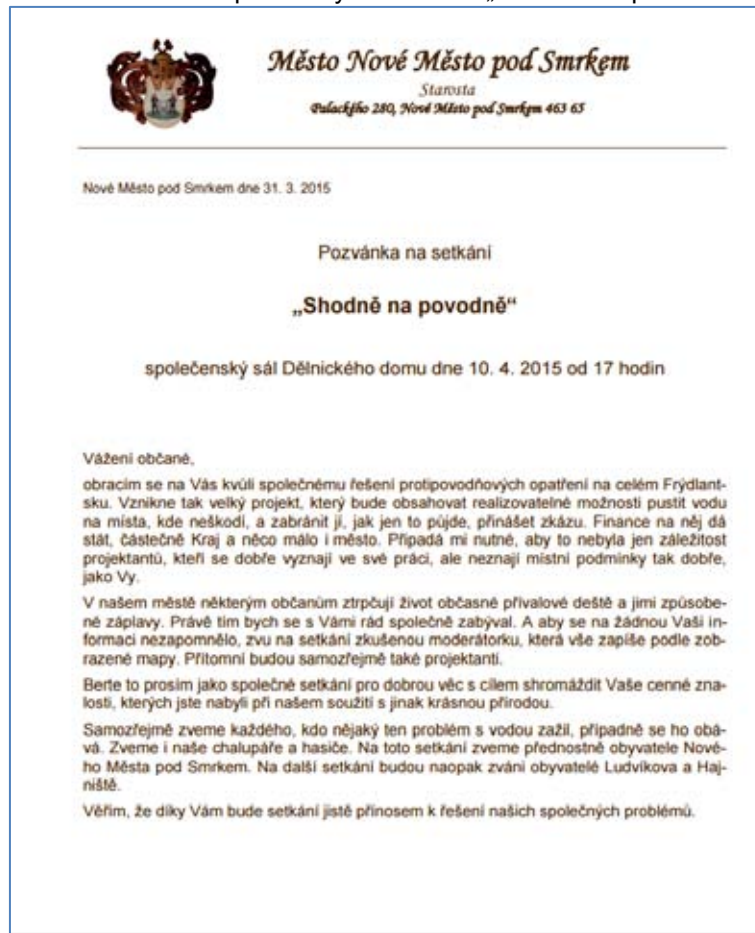 Město Nové Město pod Smrkem
Starosta
Palackého 280, Nové Město pod Smrkem 463 65
Nové Město pod Smrkem dne 31. 3. 2015
Pozvánka na setkání
„Shodně na povodně“
společenský sál Dělnického domu dne 10. 4. 2015 od 17 hodin
Vážení občané,
obracím se na Vás kvůli společnému řešení protipovodňových opatření na celém Frýdlant-
sku. Vznikne tak velký projekt, který bude obsahovat realizovatelné možnosti pustit vodu
na místa, kde neškodí, a zabránit jí, jak jen to půjde, přinášet zkázu. Finance na něj dá
stát, částečně Kraj a něco málo i město. Připadá mi nutné, aby to nebyla jen záležitost
projektantů, kteří se dobře vyznají ve své práci, ale neznají místní podmínky tak dobře,
jako Vy.
V našem městě některým občanům ztrpčují život občasné přívalové deště a jimi způsobe-
né záplavy. Právě tím bych se s Vámi rád společně zabýval. A aby se na žádnou Vaši in-
formaci nezapomnělo, zvu na setkání zkušenou moderátorku, která vše zapíše podle zob-
razené mapy. Přítomni budou samozřejmě také projektanti.
Berte to prosím jako společné setkání pro dobrou věc s cílem shromáždit Vaše cenné zna-
losti, kterých jste nabyli při našem soužití s jinak krásnou přírodou.
Samozřejmě zveme každého, kdo nějaký ten problém s vodou zažil, případně se ho obá-
vá. Zveme i naše chalupáře a hasiče. Na toto setkání zveme přednostně obyvatele Nové-
ho Města pod Smrkem. Na další setkání budou naopak zváni obyvatelé Ludvíkova a Haj-
niště.
Věřím, že díky Vám bude setkání jistě přínosem k řešení našich společných problémů.